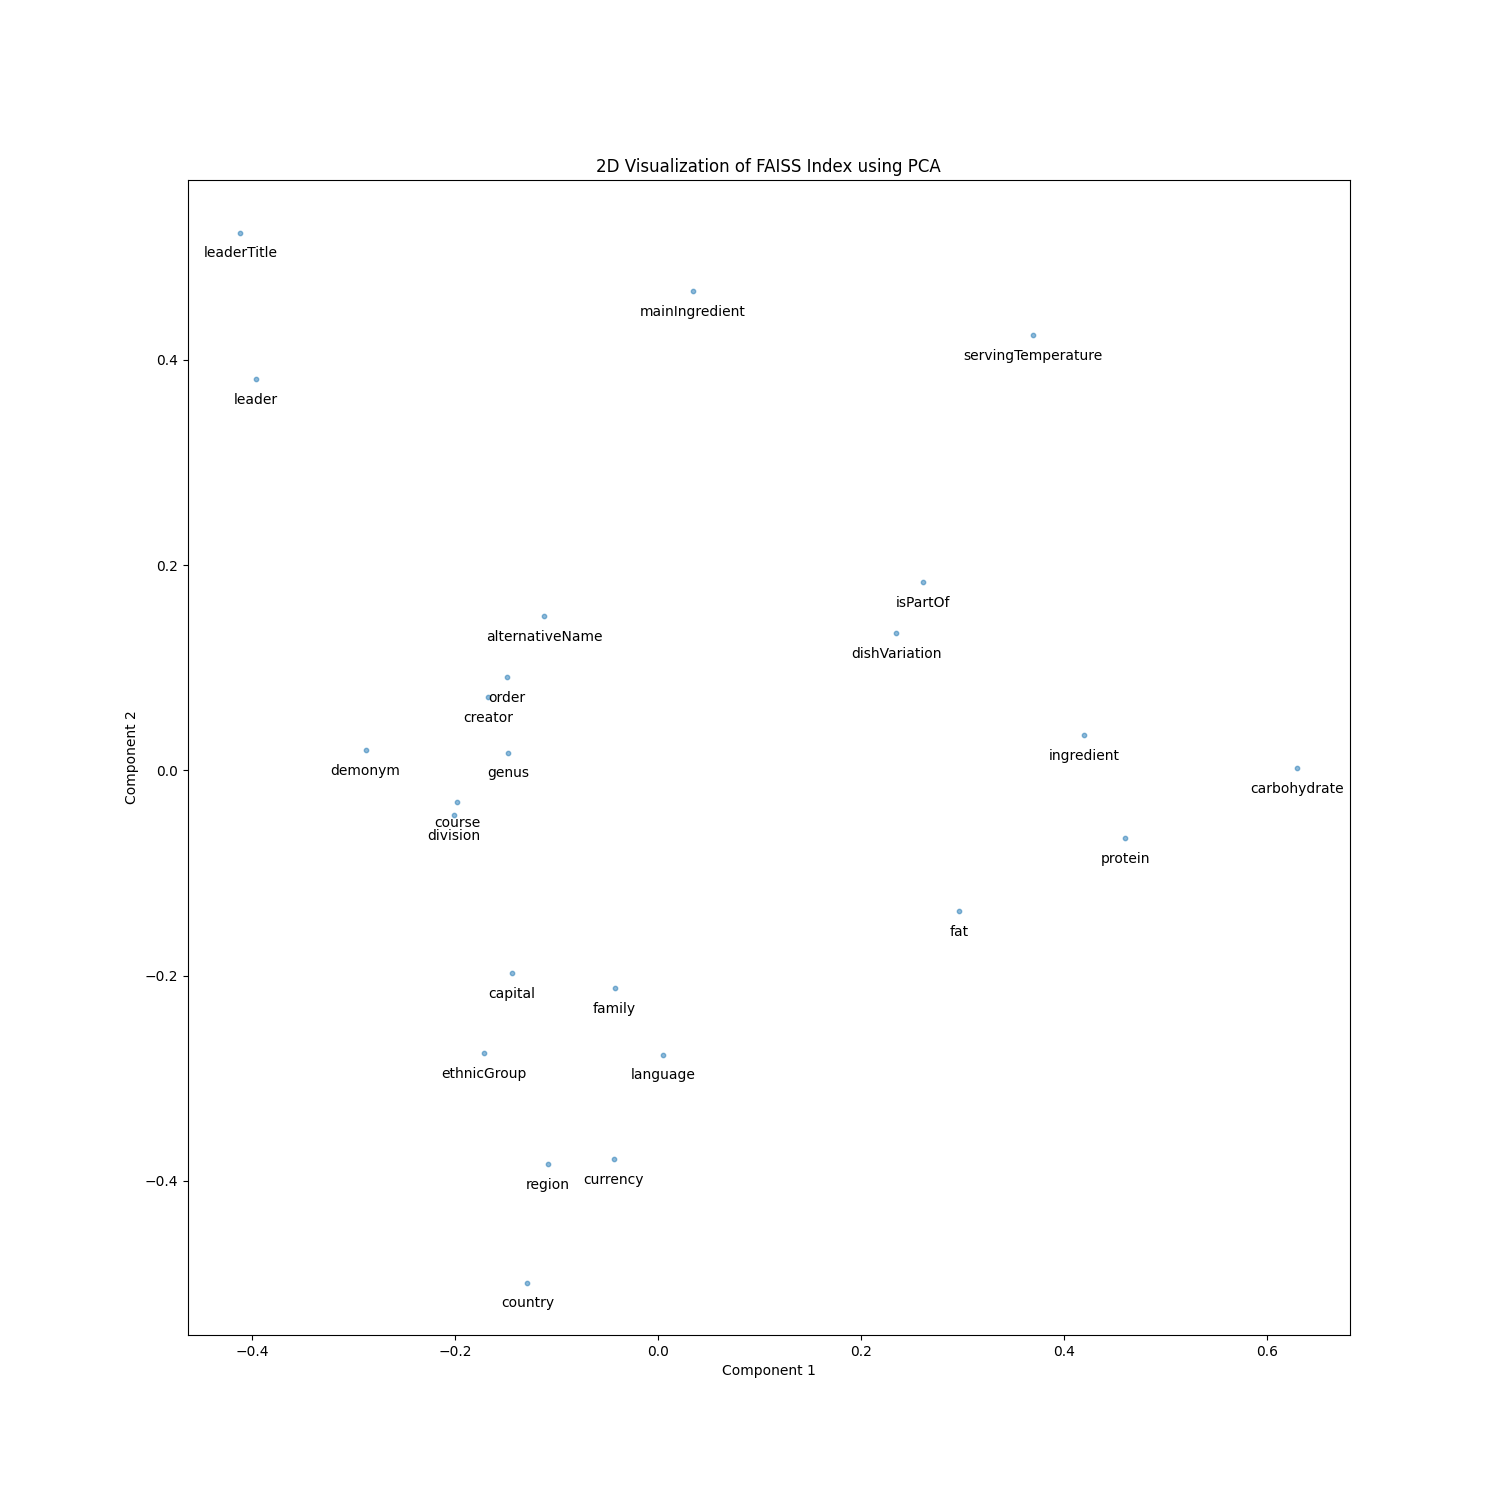 2D Visualization of FAISS Index using PCA
leaderTitle
mainIngredient
servingTemperature
0.4
leader
0.2
isPartOf
alternativeName
dishVariation
order
creator
ingredient
Component 2
0.0
demonym
genus
carbohydrate
course
division
protein
fat
−0.2
capital
family
ethnicGroup
language
−0.4
region
currency
country
−0.4
−0.2
0.0
0.2
0.4
0.6
Component 1